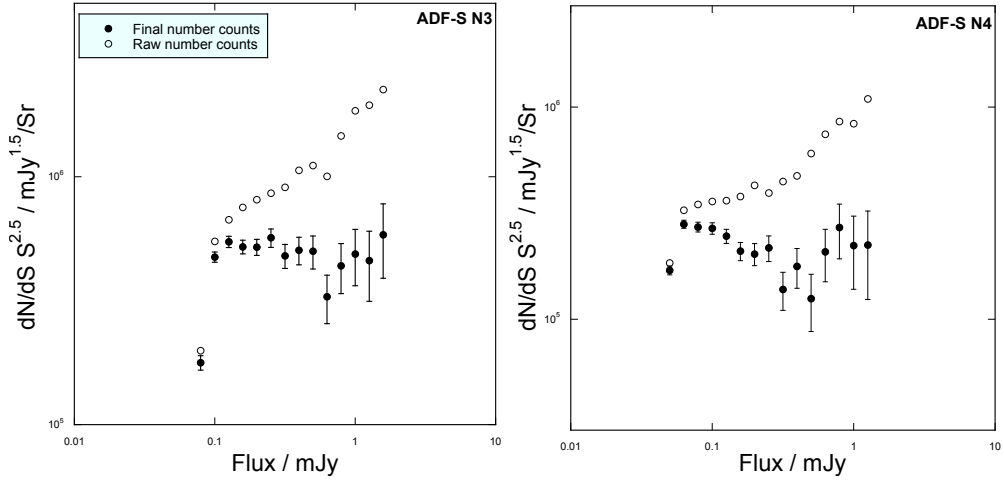 ADF-S N3
Final number counts
Raw number counts
dN/dS S^2.5 / mJy^1.5/Sr
10^6
10^5
0.01
0.1
1
10
Flux / mJy
ADF-S N4
dN/dS S^2.5 / mJy^1.5/Sr
10^6
10^5
0.01
0.1
1
10
Flux / mJy